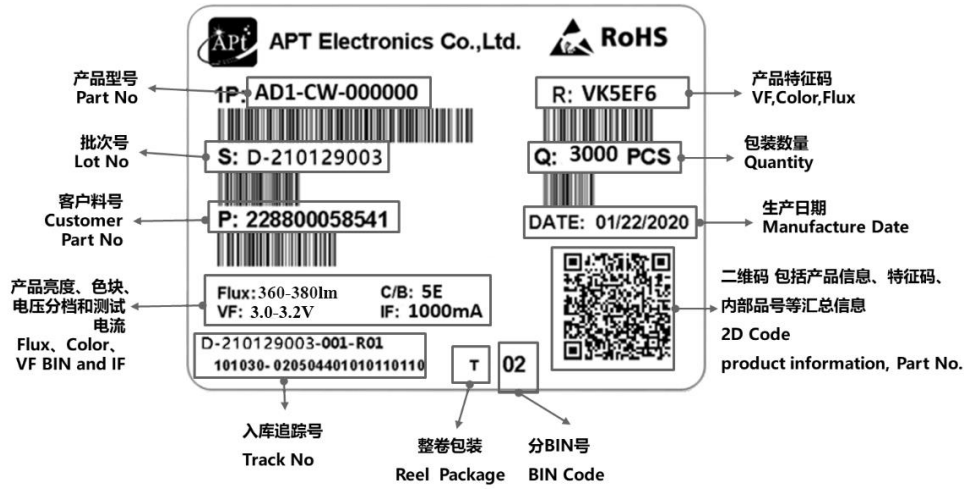 APT APT Electronics Co.,Ltd. RoHS
产品型号
Part No
1P: AD1-CW-000000
R: VK5EF6
产品特征码
VF,Color,Flux
批次号
Lot No
S: D-210129003
Q: 3000 PCS
包装数量
Quantity
客户料号
Customer
Part No
P: 228800058541
DATE: 01/22/2020
生产日期
Manufacture Date
产品亮度、色块、
电压分档和测试
电流
Flux、Color、
VF BIN and IF
Flux:360-380lm C/B: 5E
VF: 3.0-3.2V IF: 1000mA
D-210129003-001-R01
101030-020504401010110110
T
02
二维码 包括产品信息、特征码、
内部品号等汇总信息
2D Code
product information, Part No.
入库追踪号
Track No
整卷包装
Reel Package
分BIN号
BIN Code